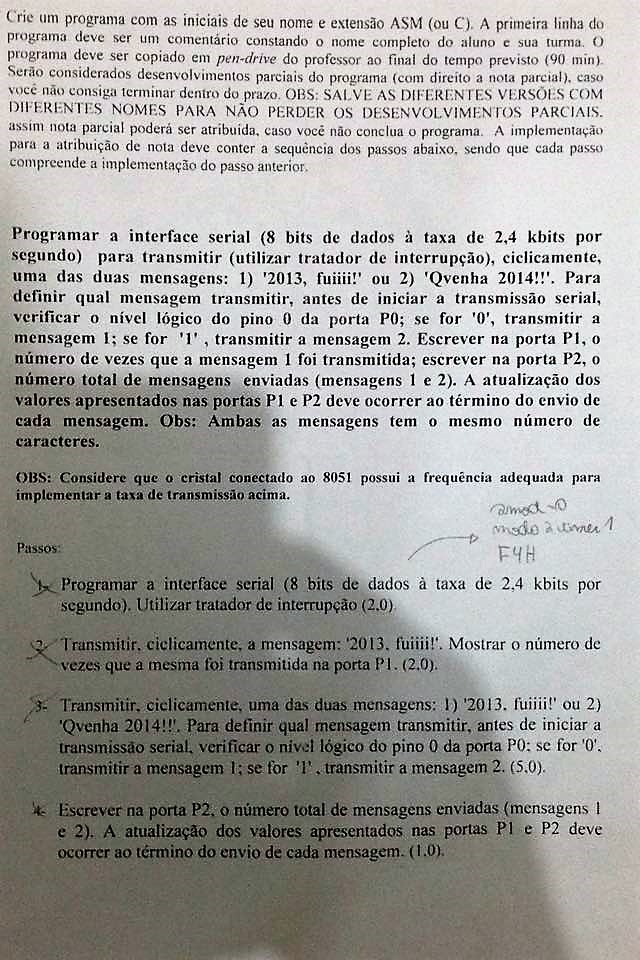 Crie um programa com as iniciais de seu nome e extensão ASM (ou C). A primeira linha do
programa deve ser um comentário constando o nome completo do aluno e sua turma. O
programa deve ser copiado em pen-drive do professor ao final do tempo previsto (90 min).
Serão considerados desenvolvimentos parciais do programa (com direito a nota parcial), caso
você não consiga terminar dentro do prazo. OBS: SALVE AS DIFERENTES VERSÕES COM
DIFERENTES NOMES PARA NÃO PERDER OS DESENVOLVIMENTOS PARCIAIS.
assim nota parcial poderá ser atribuída, caso você não conclua o programa. A implementação
para a atribuição de nota deve conter a sequência dos passos abaixo, sendo que cada passo
compreende a implementação do passo anterior.
Programar a interface serial (8 bits de dados à taxa de 2,4 kbits por
segundo) para transmitir (utilizar tratador de interrupção), ciclicamente,
uma das duas mensagens: 1) '2013, fuiiii!' ou 2) 'Qvenha 2014!!'. Para
definir qual mensagem transmitir, antes de iniciar a transmissão serial,
verificar o nível lógico do pino 0 da porta P0; se for '0', transmitir a
mensagem 1; se for '1' , transmitir a mensagem 2. Escrever na porta P1, o
número de vezes que a mensagem 1 foi transmitida; escrever na porta P2, o
número total de mensagens enviadas (mensagens 1 e 2). A atualização dos
valores apresentados nas portas P1 e P2 deve ocorrer ao término do envio de
cada mensagem. Obs: Ambas as mensagens tem o mesmo número de
caracteres.
OBS: Considere que o cristal conectado ao 8051 possui a frequência adequada para
implementar a taxa de transmissão acima.
smod→0
modo 2 timer 1
F4H
Passos:
1- Programar a interface serial (8 bits de dados à taxa de 2,4 kbits por
segundo). Utilizar tratador de interrupção (2,0)
2- Transmitir, ciclicamente, a mensagem: '2013, fuiiii!'. Mostrar o número de
vezes que a mesma foi transmitida na porta P1. (2,0).
3- Transmitir, ciclicamente, uma das duas mensagens: 1) '2013, fuiiii!' ou 2)
'Qvenha 2014!!'. Para definir qual mensagem transmitir, antes de iniciar a
transmissão serial, verificar o nível lógico do pino 0 da porta P0; se for '0',
transmitir a mensagem 1; se for '1' , transmitir a mensagem 2. (5,0).
4- Escrever na porta P2, o número total de mensagens enviadas (mensagens 1
e 2). A atualização dos valores apresentados nas portas P1 e P2 deve
ocorrer ao término do envio de cada mensagem. (1,0).